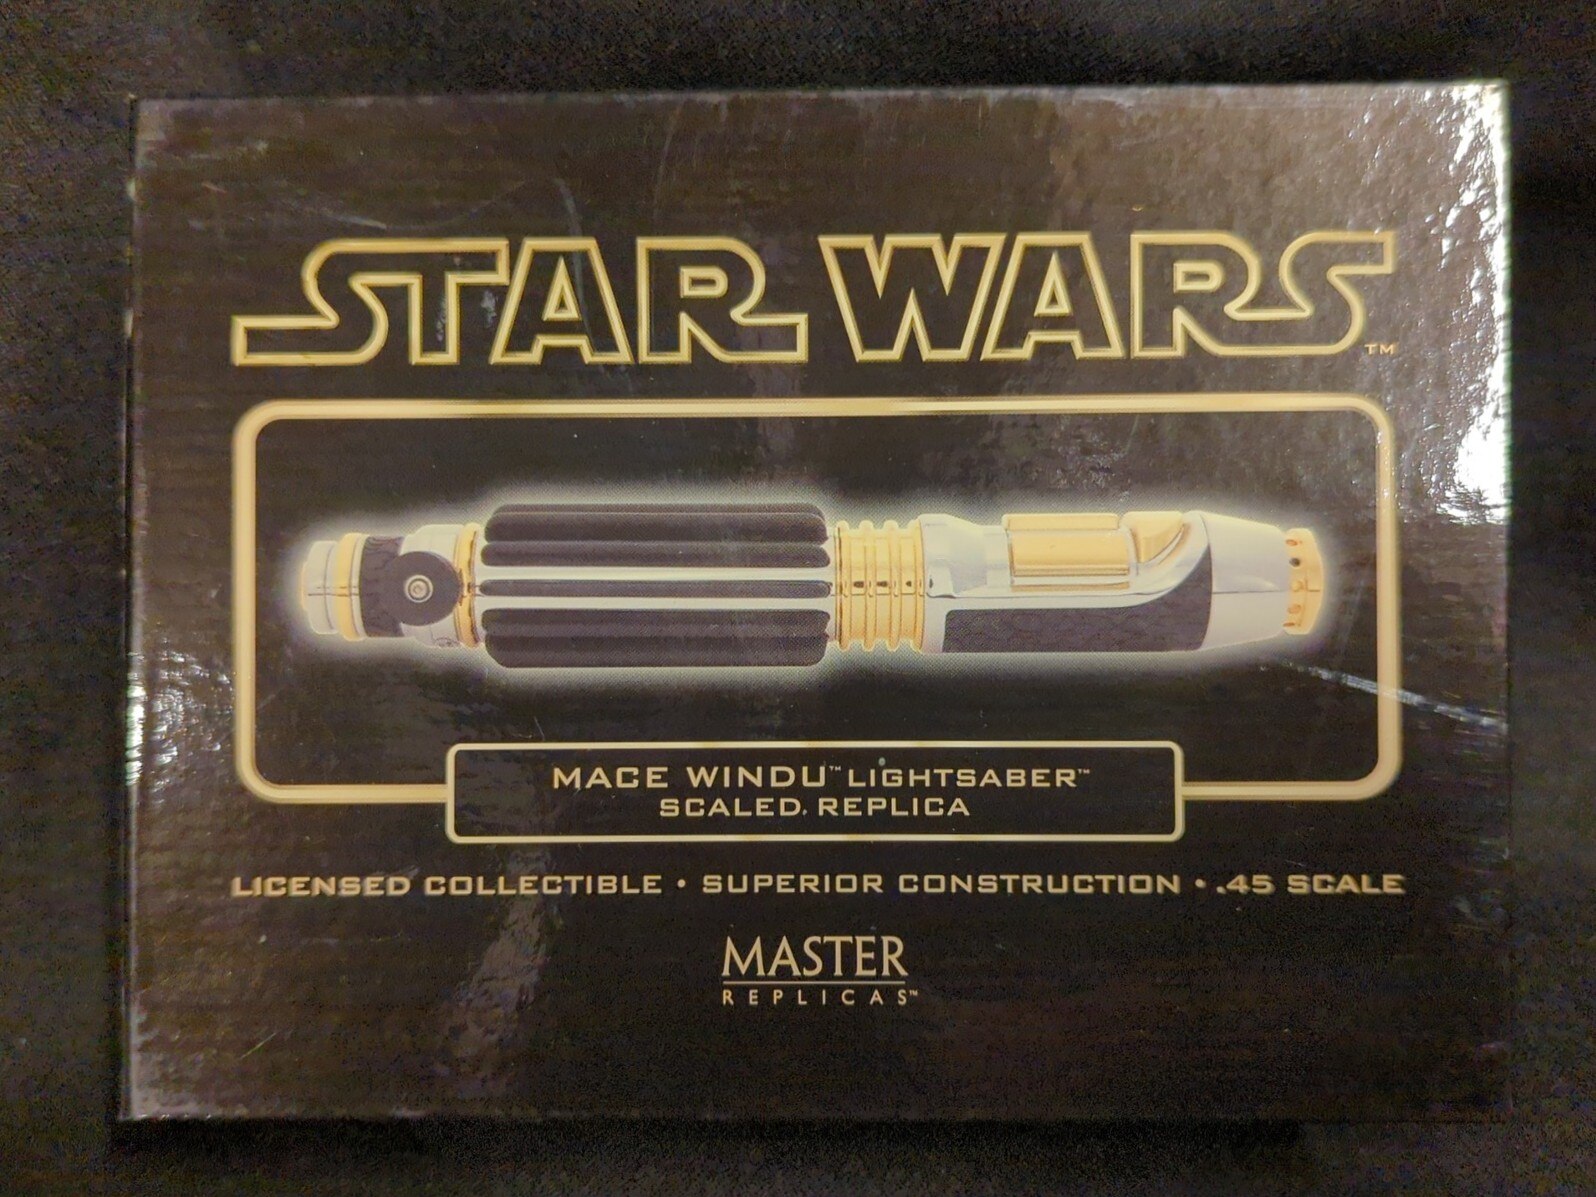 STAR WARS™
MACE WINDU™ LIGHTSABER™
SCALED REPLICA
LICENSED COLLECTIBLE • SUPERIOR CONSTRUCTION • .45 SCALE
MASTER
REPLICAS™